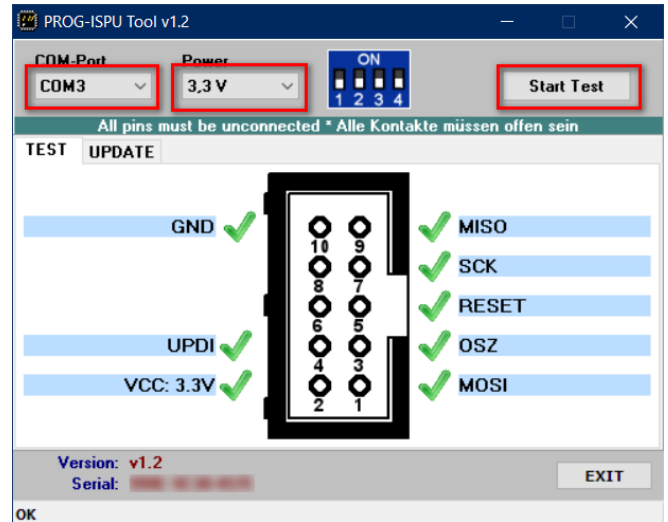 PROG-ISPU Tool v1.2
COM-Port Power
COM3 3,3 V
ON
1 2 3 4
Start Test
All pins must be unconnected * Alle Kontakte müssen offen sein
TEST UPDATE
GND 10 9 MISO
8 7 SCK
6 5 RESET
UPDI 4 3 OSZ
VCC: 3.3V 2 1 MOSI
Version: v1.2
Serial:
EXIT
OK